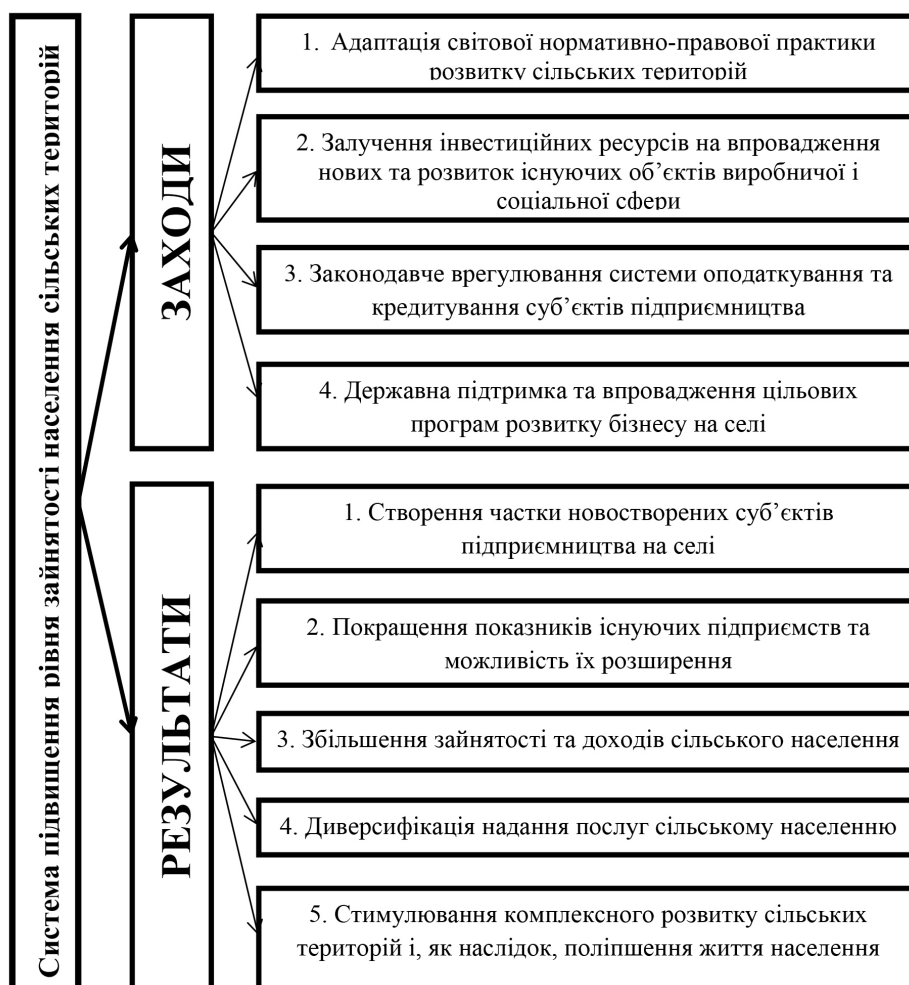 Система підвищення рівня зайнятості населення сільських територій
ЗАХОДИ
1. Адаптація світової нормативно-правової практики
розвитку сільських територій
2. Залучення інвестиційних ресурсів на впровадження
нових та розвиток існуючих об’єктів виробничої і
соціальної сфери
3. Законодавче врегулювання системи оподаткування та
кредитування суб’єктів підприємництва
4. Державна підтримка та впровадження цільових
програм розвитку бізнесу на селі
РЕЗУЛЬТАТИ
1. Створення частки новостворених суб’єктів
підприємництва на селі
2. Покращення показників існуючих підприємств та
можливість їх розширення
3. Збільшення зайнятості та доходів сільського населення
4. Диверсифікація надання послуг сільському населенню
5. Стимулювання комплексного розвитку сільських
територій і, як наслідок, поліпшення життя населення